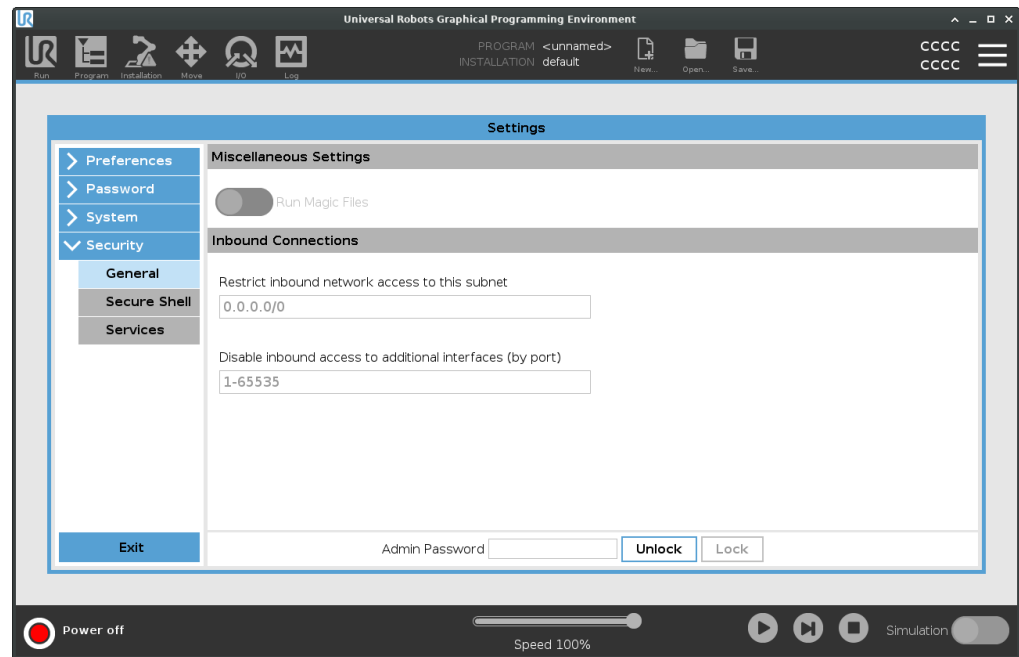 Universal Robots Graphical Programming Environment
UR
Run
Program
Installation
Move
I/O
Log
PROGRAM <unnamed>
INSTALLATION default
New...
Open...
Save...
CCCC
CCCC
Settings
Preferences
Password
System
Security
General
Secure Shell
Services
Exit
Miscellaneous Settings
Run Magic Files
Inbound Connections
Restrict inbound network access to this subnet
0.0.0.0/0
Disable inbound access to additional interfaces (by port)
1-65535
Admin Password
Unlock
Lock
Power off
Speed 100%
Simulation